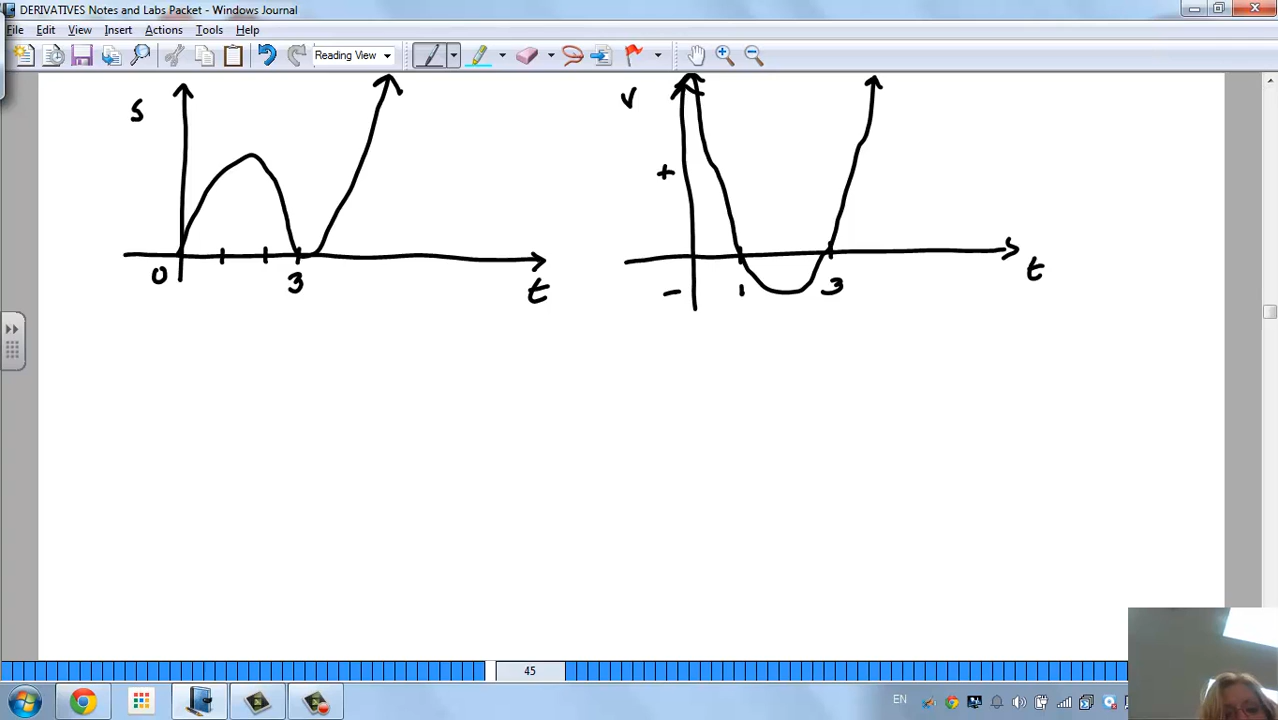 DERIVATIVES Notes and Labs Packet - Windows Journal
File Edit View Insert Actions Tools Help
Reading View
s
v
+
0
3
t
-
1
3
t
45
EN